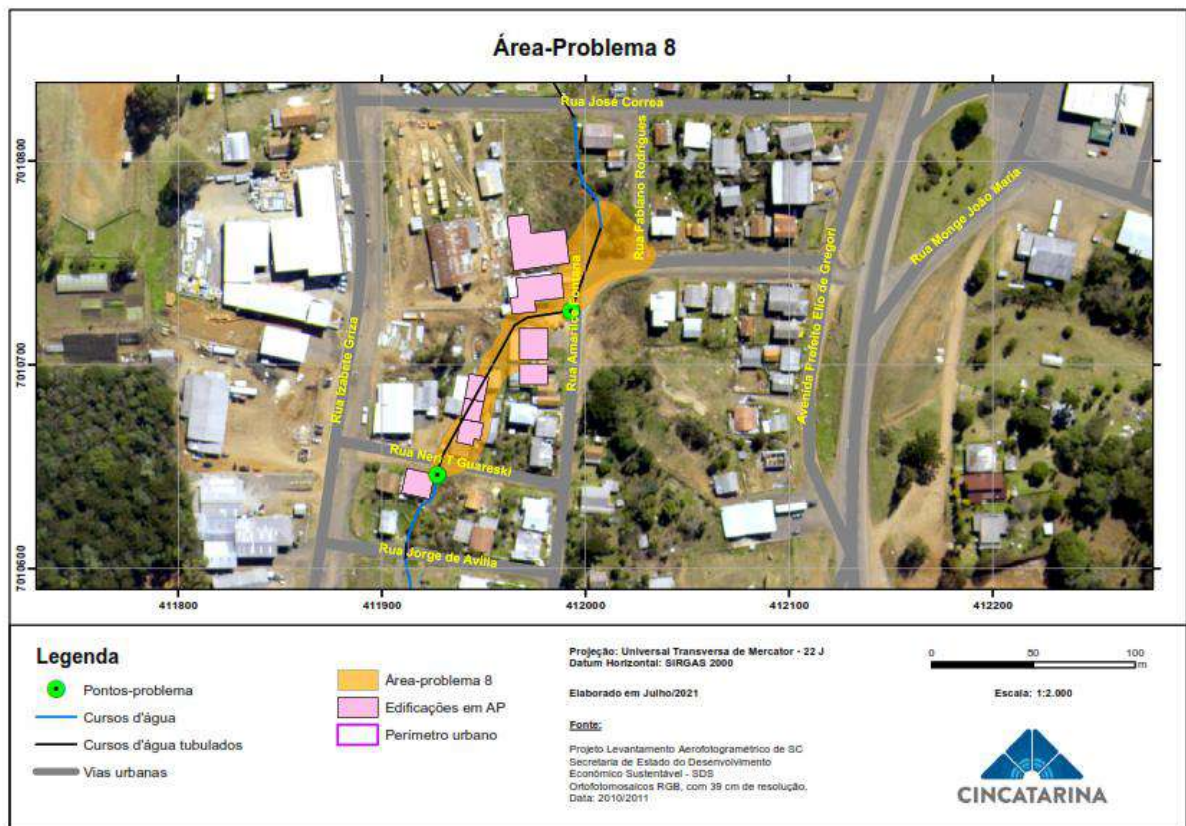 Área-Problema 8
Rua José Correa
Rua Fabiano Rodrigues
Rua Monge João Maria
Rua Izabete Griza
Rua Amarilio
Avenida Prefeito Elio de Gregori
Rua Neri T Guareski
Rua Jorge de Avilla
7010800
7010700
7010600
411800
411900
412000
412100
412200
Legenda
Pontos-problema
Cursos d'água
Cursos d'água tubulados
Vias urbanas
Área-problema 8
Edificações em AP
Perímetro urbano
Projeção: Universal Transversa de Mercator - 22 J
Datum Horizontal: SIRGAS 2000
Elaborado em Julho/2021
Fonte:
Projeto Levantamento Aerofotogramétrico de SC
Secretaria de Estado do Desenvolvimento
Econômico Sustentável - SDS
Ortofotomosaicos RGB, com 39 cm de resolução.
Data: 2010/2011
0 50 100
m
Escala: 1:2.000
CINCATARINA